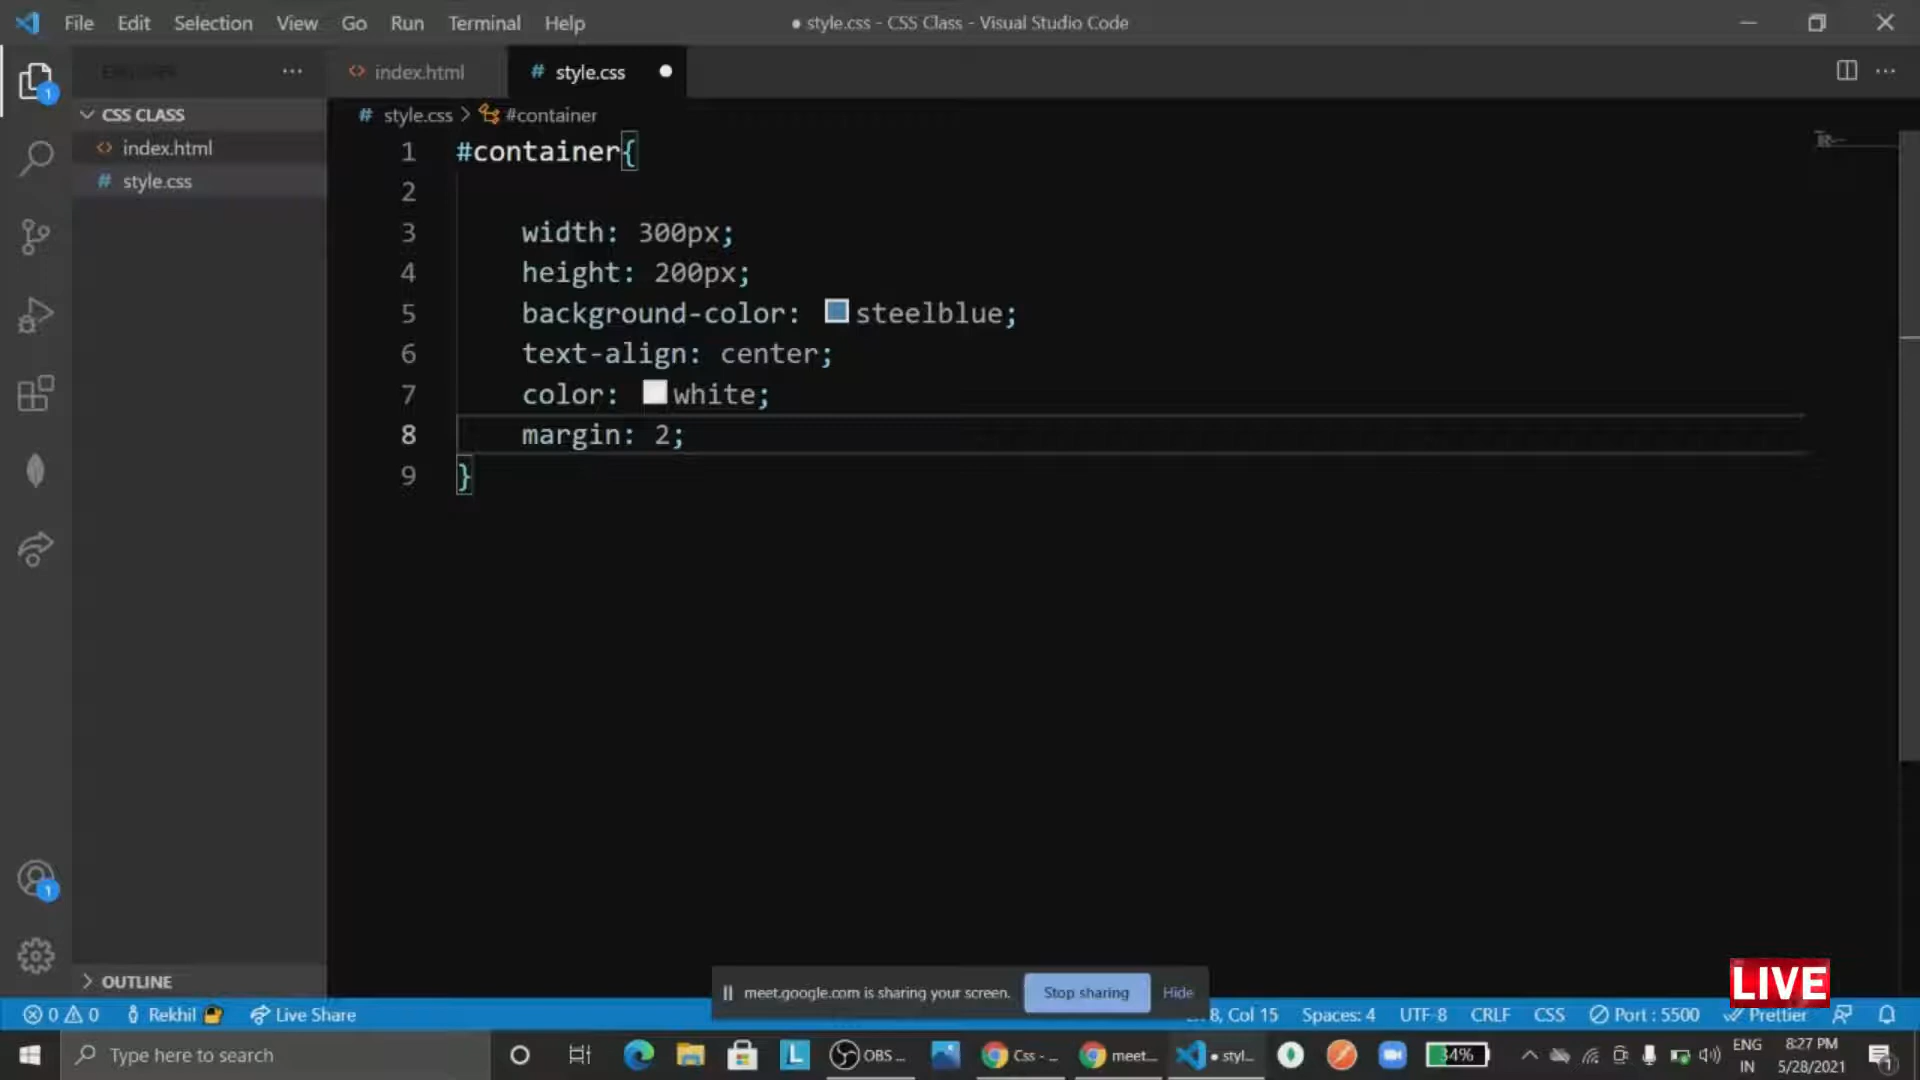 File Edit Selection View Go Run Terminal Help
● style.css - CSS Class - Visual Studio Code
index.html
# style.css
CSS CLASS
index.html
# style.css
# style.css > #container
1 #container{
2
3 width: 300px;
4 height: 200px;
5 background-color: steelblue;
6 text-align: center;
7 color: white;
8 margin: 2;
9 }
OUTLINE
LIVE
meet.google.com is sharing your screen. Stop sharing Hide
0 0 Rekhil Live Share
8, Col 15 Spaces: 4 UTF-8 CRLF CSS Port : 5500 Prettier
Type here to search
L
OBS ...
Css - ...
meet...
● styl...
34%
ENG
IN
8:27 PM
5/28/2021
1